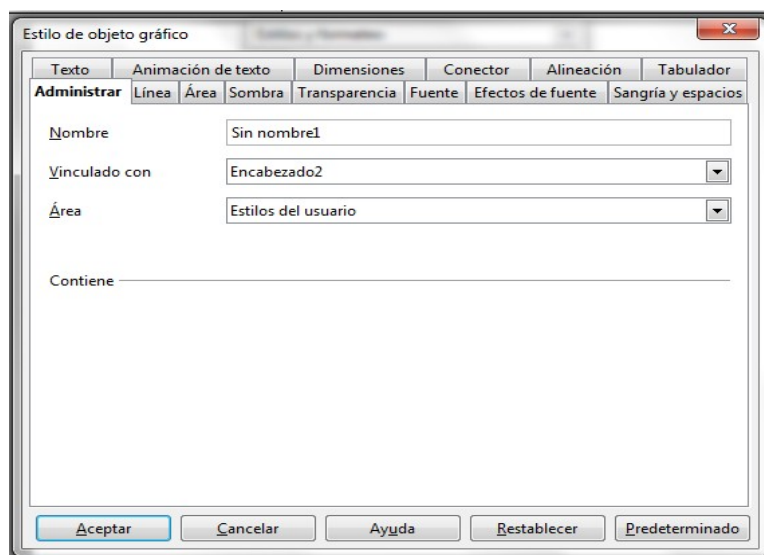 Estilo de objeto gráfico
Texto Animación de texto Dimensiones Conector Alineación Tabulador
Administrar Línea Área Sombra Transparencia Fuente Efectos de fuente Sangría y espacios
Nombre Sin nombre1
Vinculado con Encabezado2
Área Estilos del usuario
Contiene
Aceptar Cancelar Ayuda Restablecer Predeterminado